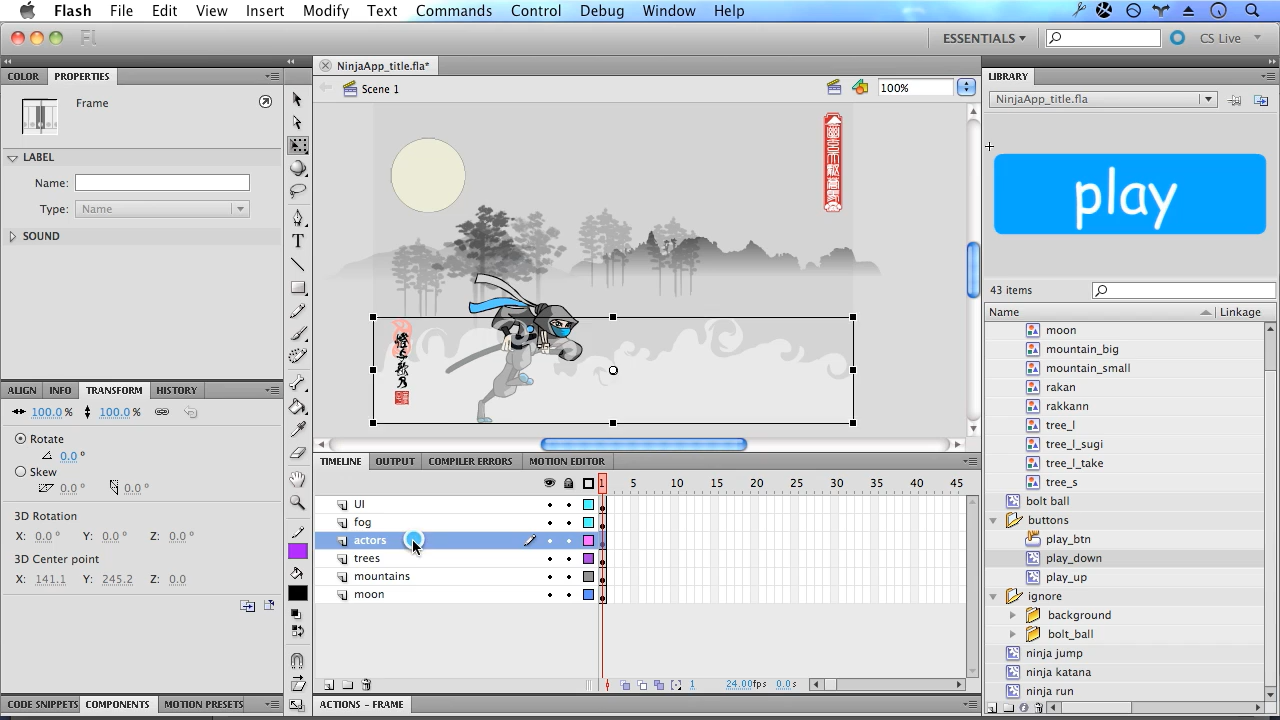 Flash File Edit View Insert Modify Text Commands Control Debug Window Help
Fl ESSENTIALS CS Live
COLOR PROPERTIES
Frame
LABEL
Name:
Type: Name
SOUND
ALIGN INFO TRANSFORM HISTORY
100.0 % 100.0 %
Rotate
0.0 °
Skew
0.0 ° 0.0 °
3D Rotation
X: 0.0 ° Y: 0.0 ° Z: 0.0 °
3D Center point
X: 141.1 Y: 245.2 Z: 0.0
CODE SNIPPETS COMPONENTS MOTION PRESETS
NinjaApp_title.fla*
Scene 1 100%
TIMELINE OUTPUT COMPILER ERRORS MOTION EDITOR
1 5 10 15 20 25 30 35 40 45
UI
fog
actors
trees
mountains
moon
1 24.00fps 0.0s
ACTIONS - FRAME
LIBRARY
NinjaApp_title.fla
play
43 items
Name Linkage
moon
mountain_big
mountain_small
rakan
rakkann
tree_l
tree_l_sugi
tree_l_take
tree_s
bolt ball
buttons
play_btn
play_down
play_up
ignore
background
bolt_ball
ninja jump
ninja katana
ninja run